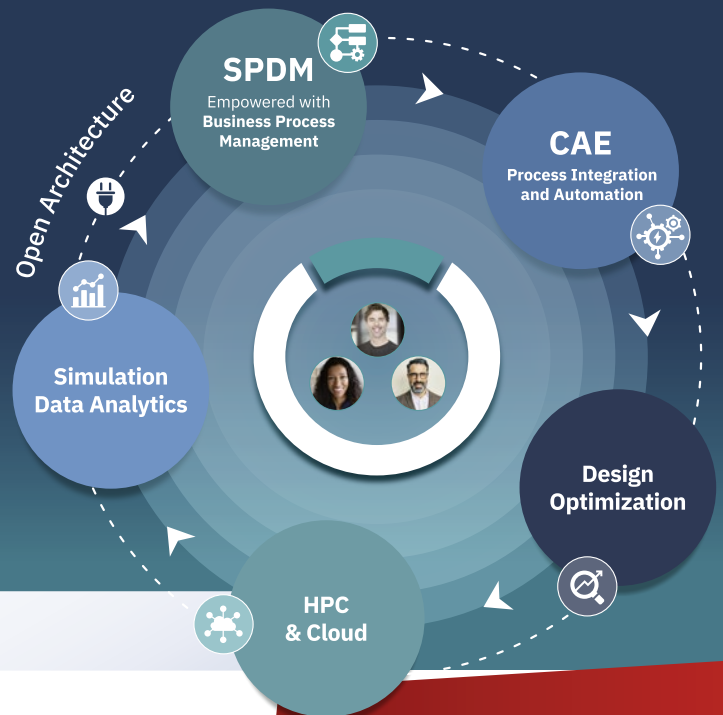 SPDM
Empowered with
Business Process
Management
CAE
Process Integration
and Automation
Design
Optimization
HPC
& Cloud
Simulation
Data Analytics
Open Architecture